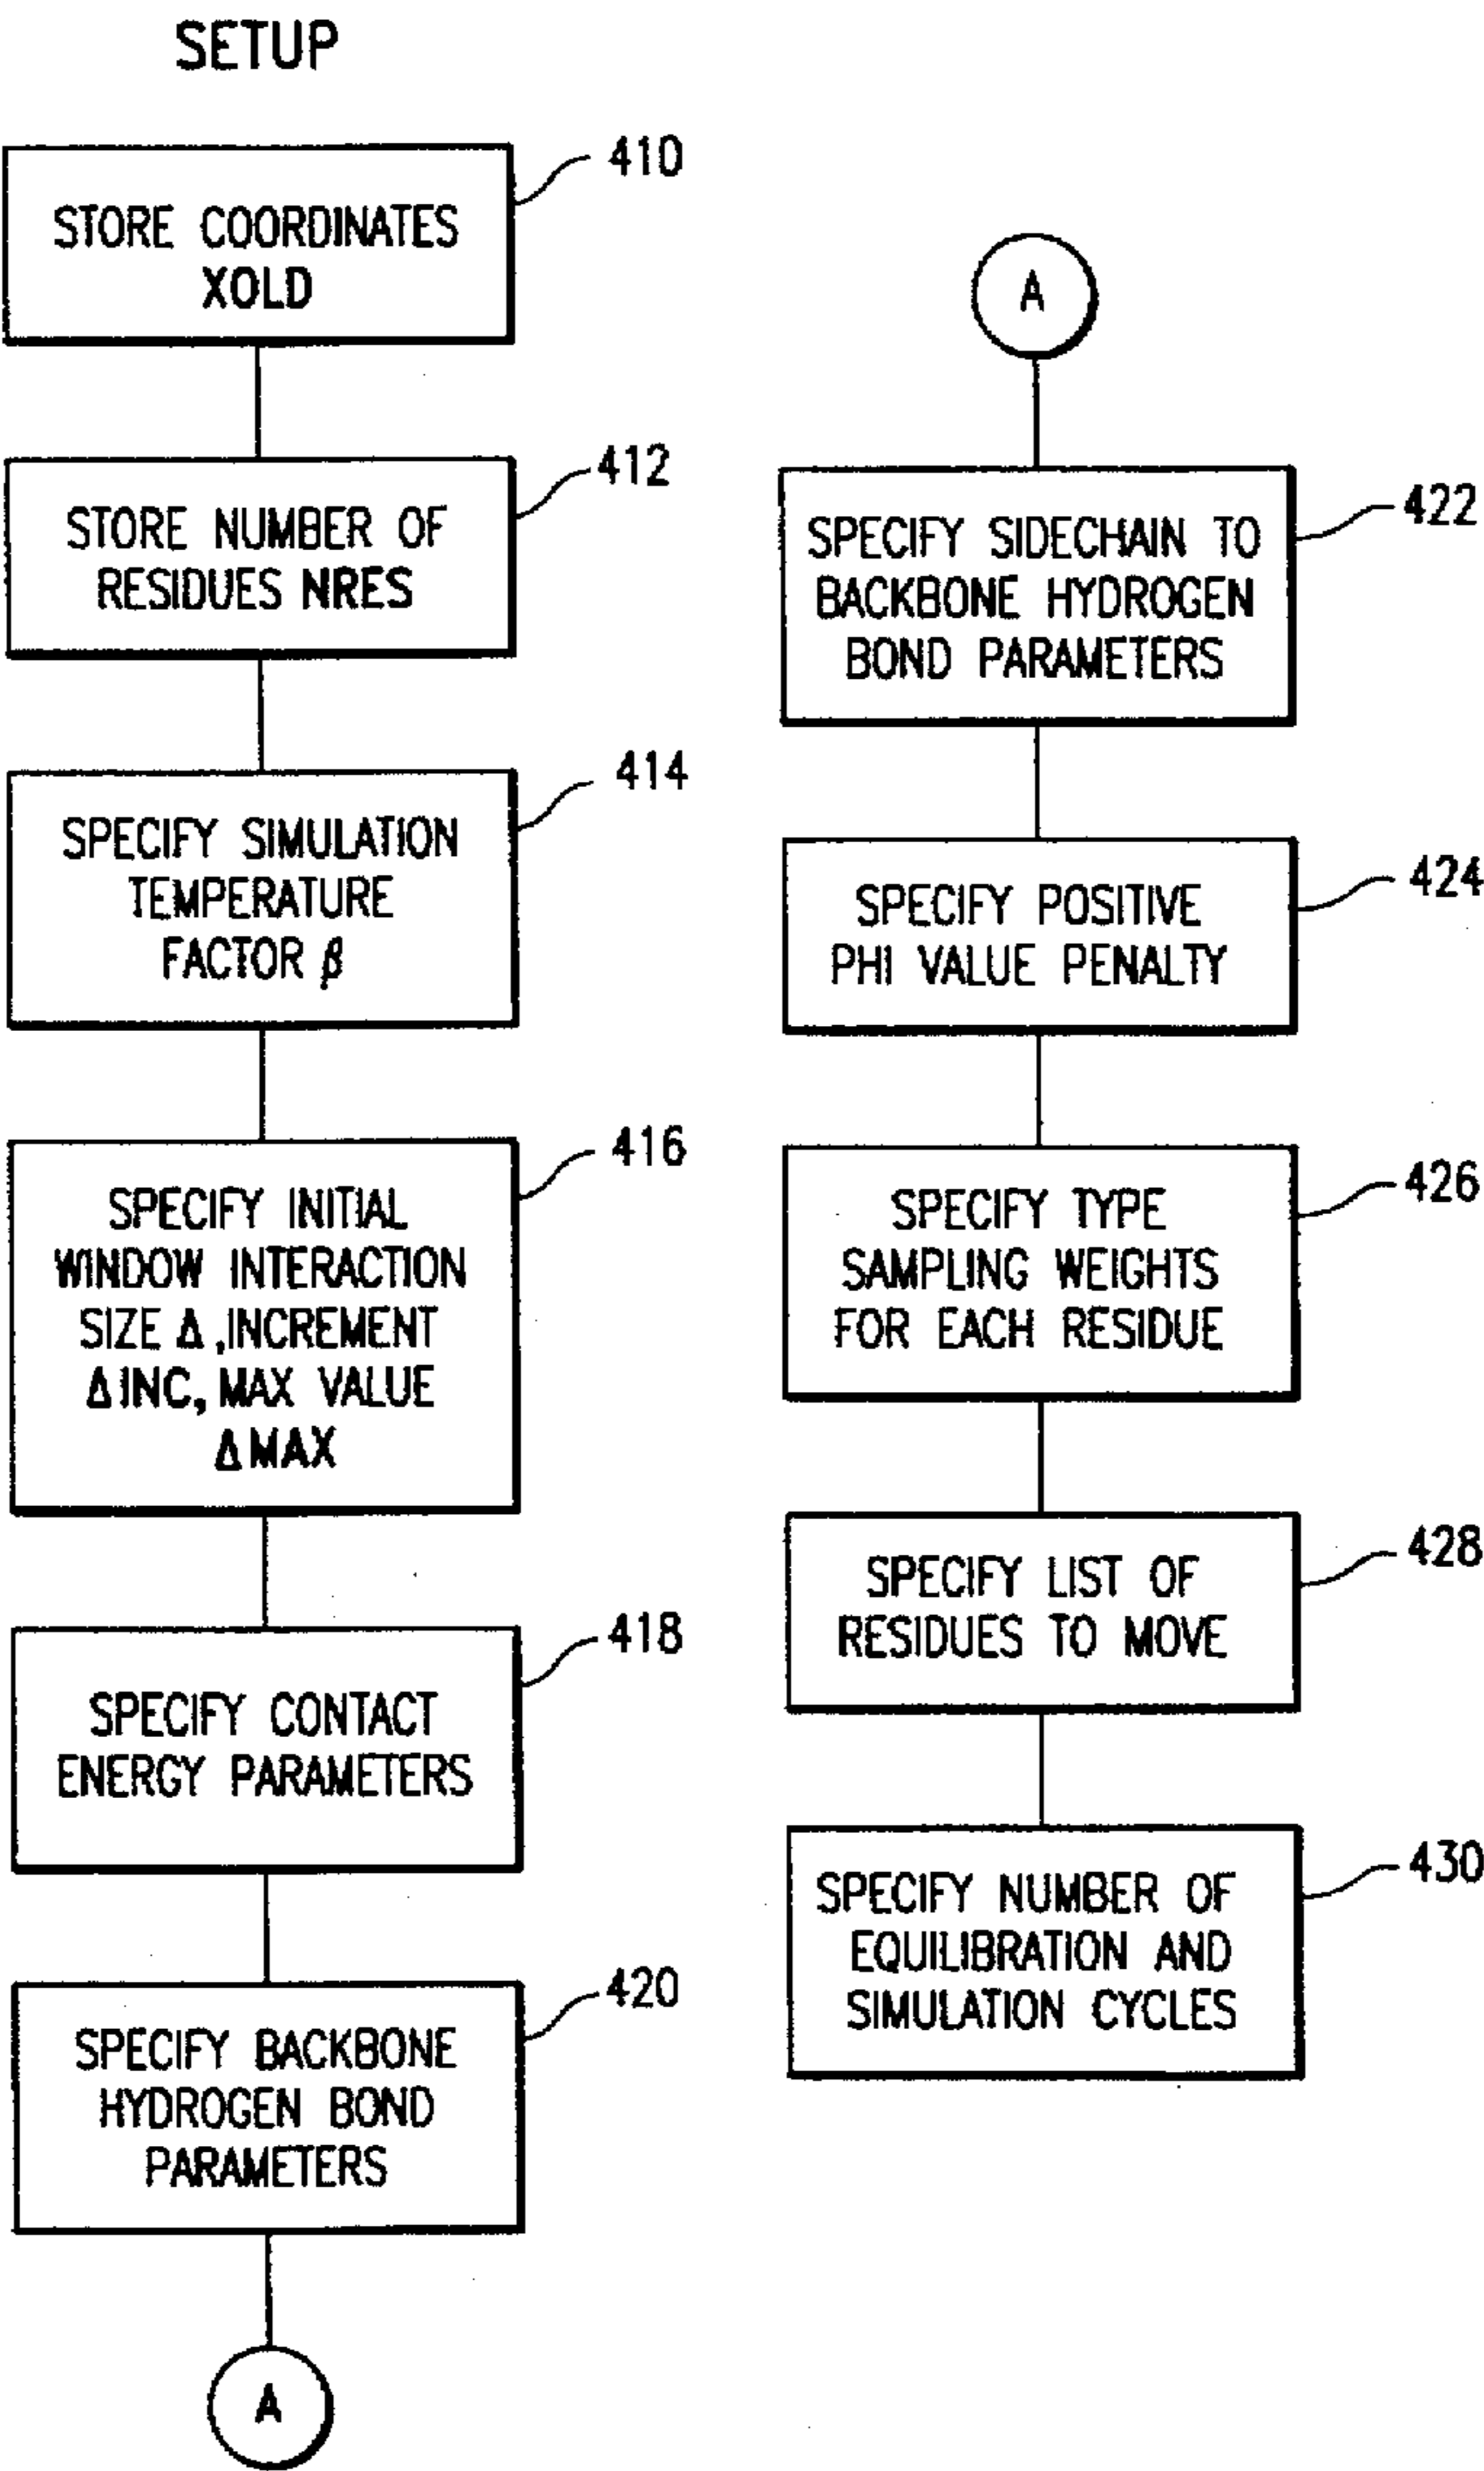 SETUP
410
STORE COORDINATES
XOLD
412
STORE NUMBER OF
RESIDUES NRES
414
SPECIFY SIMULATION
TEMPERATURE
FACTOR β
416
SPECIFY INITIAL
WINDOW INTERACTION
SIZE Δ ,INCREMENT
Δ INC, MAX VALUE
Δ MAX
418
SPECIFY CONTACT
ENERGY PARAMETERS
420
SPECIFY BACKBONE
HYDROGEN BOND
PARAMETERS
A
A
422
SPECIFY SIDECHAIN TO
BACKBONE HYDROGEN
BOND PARAMETERS
424
SPECIFY POSITIVE
PHI VALUE PENALTY
426
SPECIFY TYPE
SAMPLING WEIGHTS
FOR EACH RESIDUE
428
SPECIFY LIST OF
RESIDUES TO MOVE
430
SPECIFY NUMBER OF
EQUILIBRATION AND
SIMULATION CYCLES